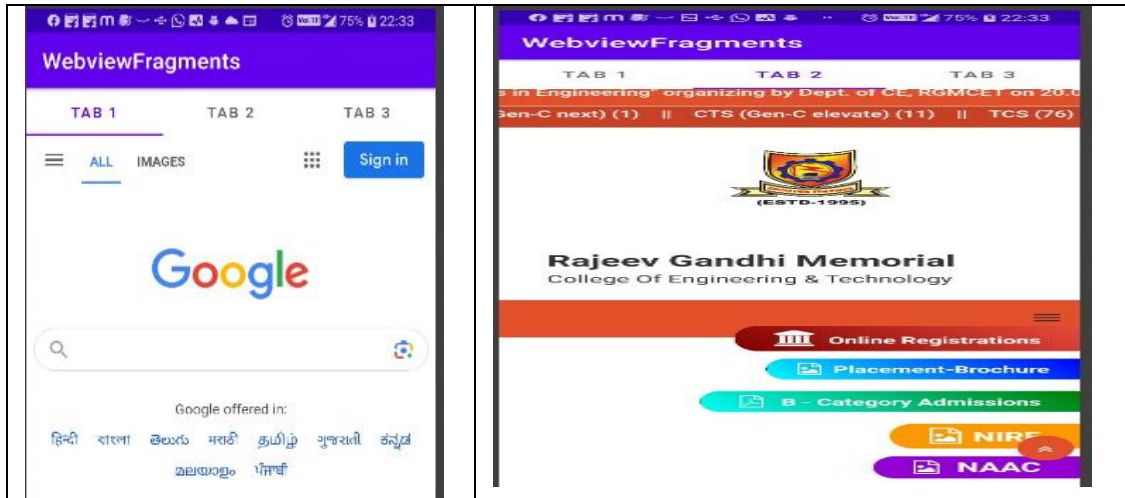 75% 22:33
WebviewFragments
TAB 1 TAB 2 TAB 3
ALL IMAGES Sign in
Google
Google offered in:
हिन्दी বাংলা తెలుగు मराठी தமிழ் ગુજરાતી ಕನ್ನಡ
മലയാളം ਪੰਜਾਬੀ
75% 22:33
WebviewFragments
TAB 1 TAB 2 TAB 3
s in Engineering" organizing by Dept. of CE, RGMCET on 20.0
Gen-C next) (1) || CTS (Gen-C elevate) (11) || TCS (76)
(ESTD-1995)
Rajeev Gandhi Memorial
College Of Engineering & Technology
Online Registrations
Placement-Brochure
B - Category Admissions
NIRF
NAAC